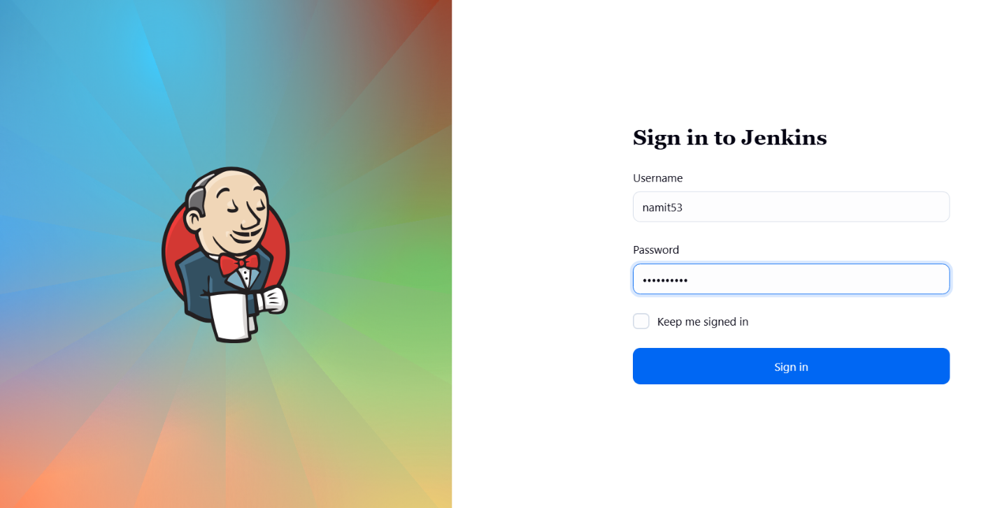 Sign in to Jenkins
Username
namit53
Password
••••••••••
Keep me signed in
Sign in